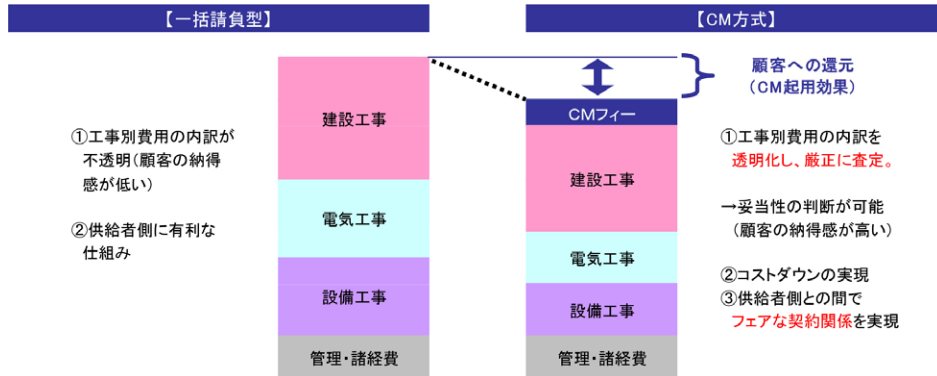 【一括請負型】
①工事別費用の内訳が
不透明(顧客の納得
感が低い)
②供給者側に有利な
仕組み
建設工事
電気工事
設備工事
管理・諸経費
【CM方式】
顧客への還元
(CM起用効果)
CMフィー
建設工事
電気工事
設備工事
管理・諸経費
①工事別費用の内訳を
透明化し、厳正に査定。
→妥当性の判断が可能
(顧客の納得感が高い)
②コストダウンの実現
③供給者側との間で
フェアな契約関係を実現